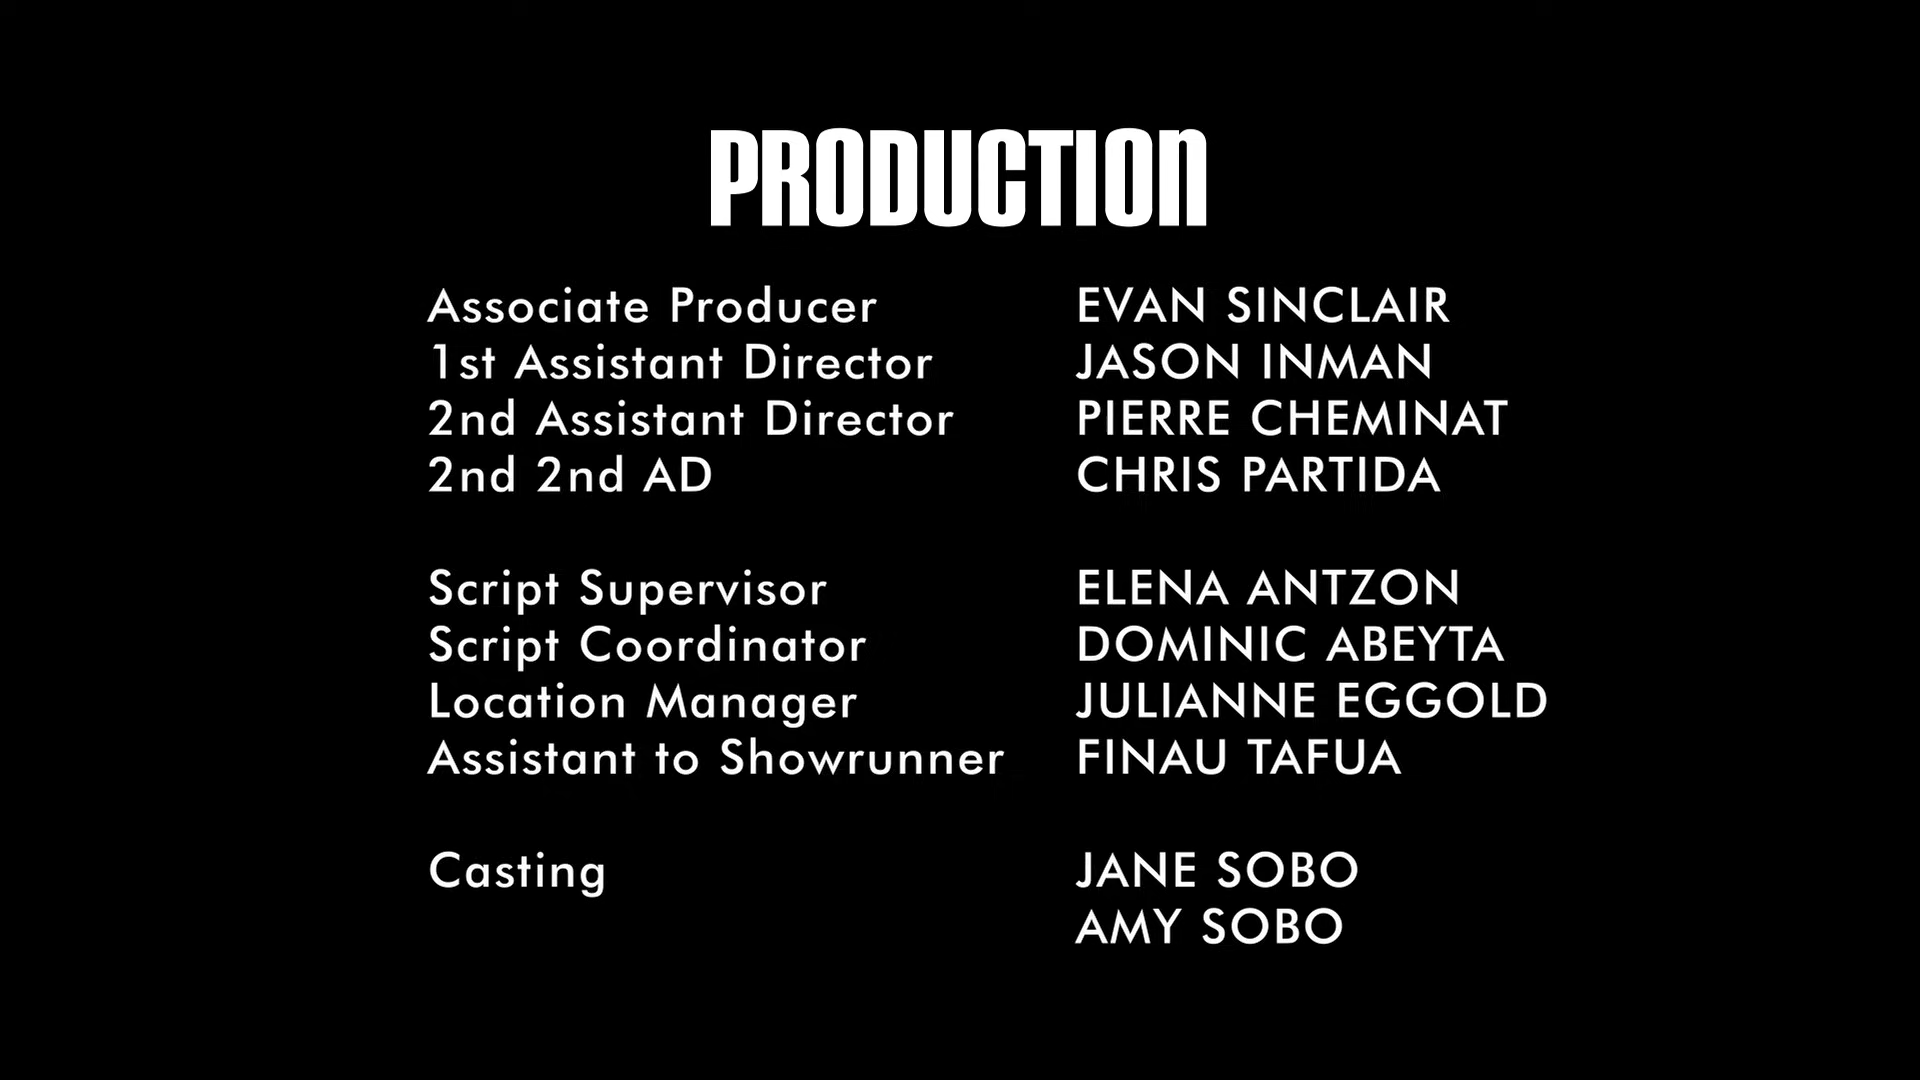 PRODUCTION
Associate Producer EVAN SINCLAIR
1st Assistant Director JASON INMAN
2nd Assistant Director PIERRE CHEMINAT
2nd 2nd AD CHRIS PARTIDA
Script Supervisor ELENA ANTZON
Script Coordinator DOMINIC ABEYTA
Location Manager JULIANNE EGGOLD
Assistant to Showrunner FINAU TAFUA
Casting JANE SOBO
AMY SOBO